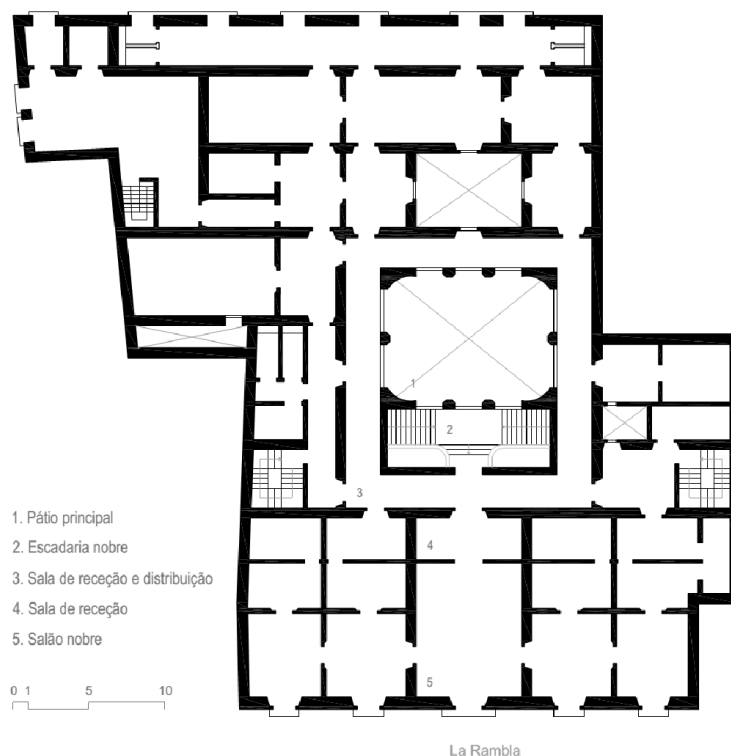 1
2
3
4
5
1. Pátio principal
2. Escadaria nobre
3. Sala de receção e distribuição
4. Sala de receção
5. Salão nobre
0 1 5 10
La Rambla